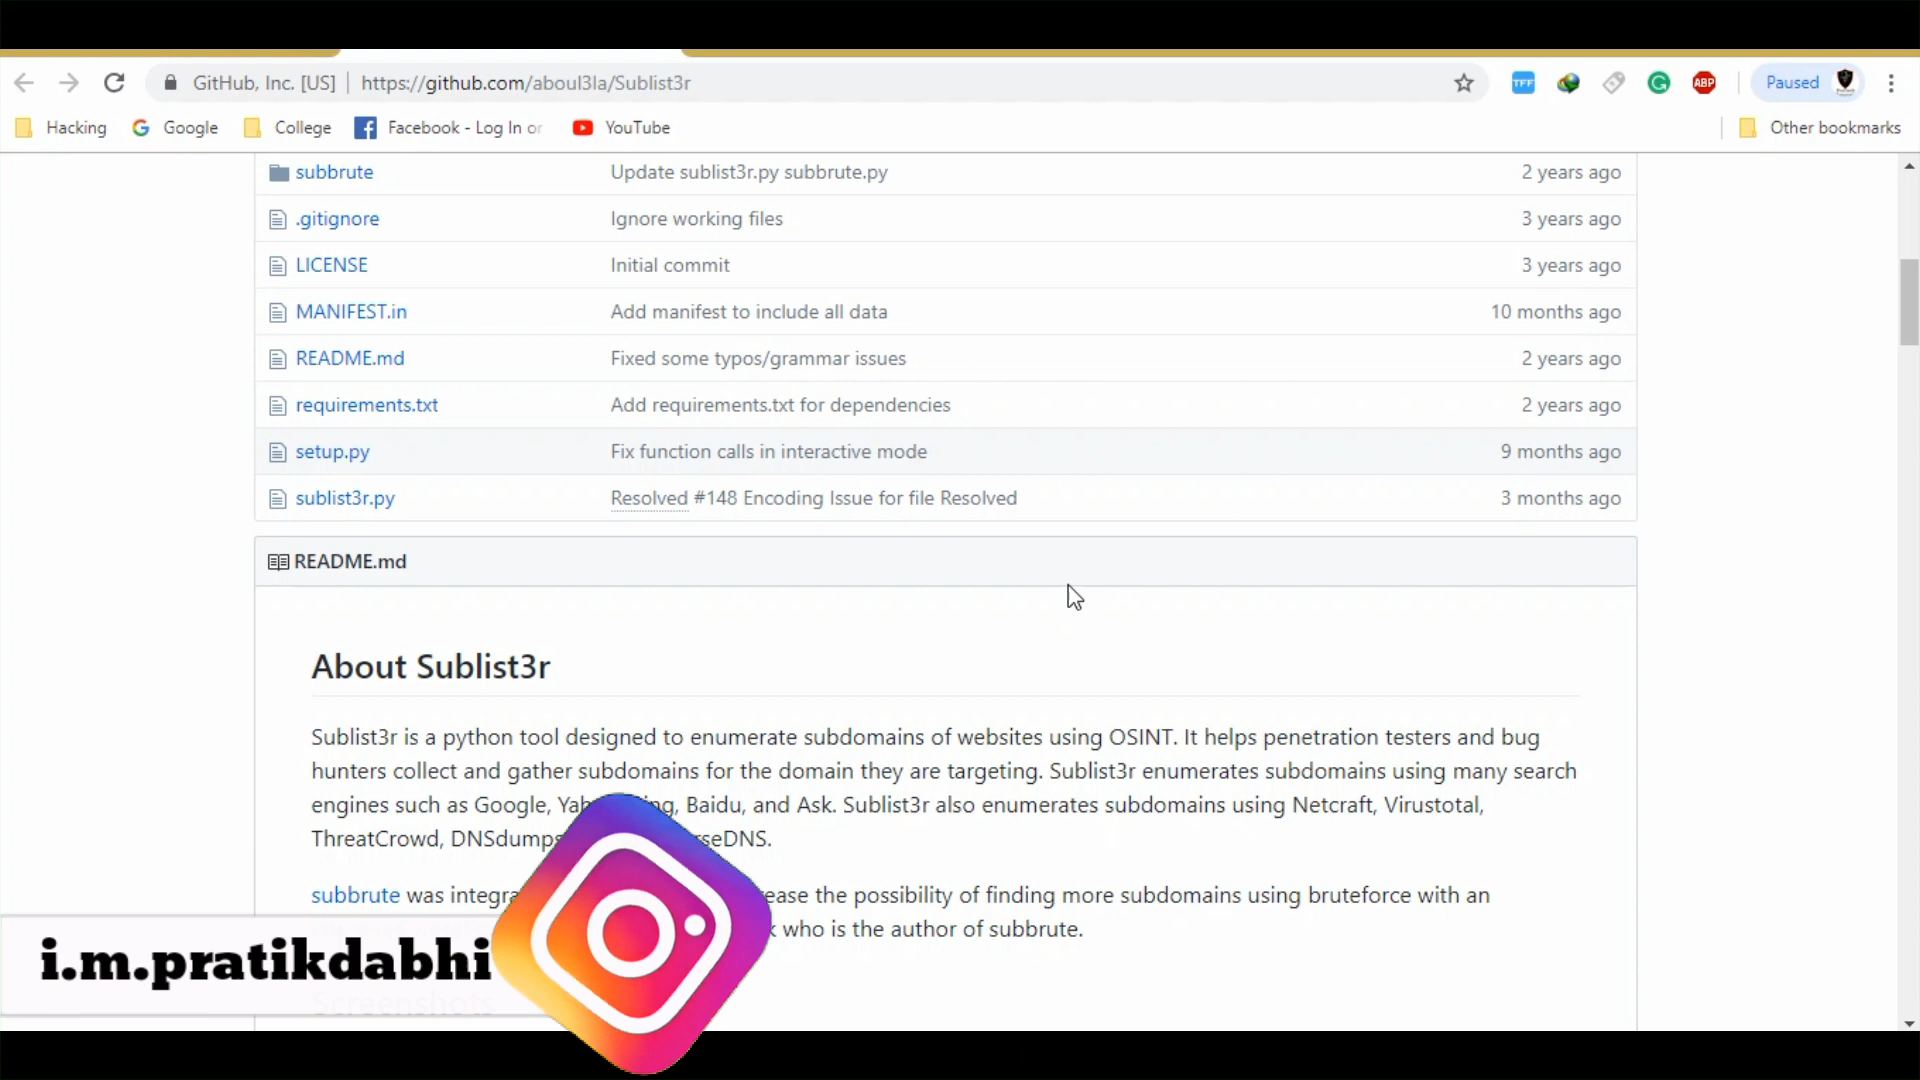 GitHub, Inc. [US] https://github.com/aboul3la/Sublist3r TFF G ABP Paused
Hacking Google College Facebook - Log In or YouTube Other bookmarks
subbrute Update sublist3r.py subbrute.py 2 years ago
.gitignore Ignore working files 3 years ago
LICENSE Initial commit 3 years ago
MANIFEST.in Add manifest to include all data 10 months ago
README.md Fixed some typos/grammar issues 2 years ago
requirements.txt Add requirements.txt for dependencies 2 years ago
setup.py Fix function calls in interactive mode 9 months ago
sublist3r.py Resolved #148 Encoding Issue for file Resolved 3 months ago
README.md
About Sublist3r
Sublist3r is a python tool designed to enumerate subdomains of websites using OSINT. It helps penetration testers and bug
hunters collect and gather subdomains for the domain they are targeting. Sublist3r enumerates subdomains using many search
engines such as Google, Baidu, and Ask. Sublist3r also enumerates subdomains using Netcraft, Virustotal,
ThreatCrowd,
subbrute was the possibility of finding more subdomains using bruteforce with an
who is the author of subbrute.
i.m.pratikdabhi
Screenshots